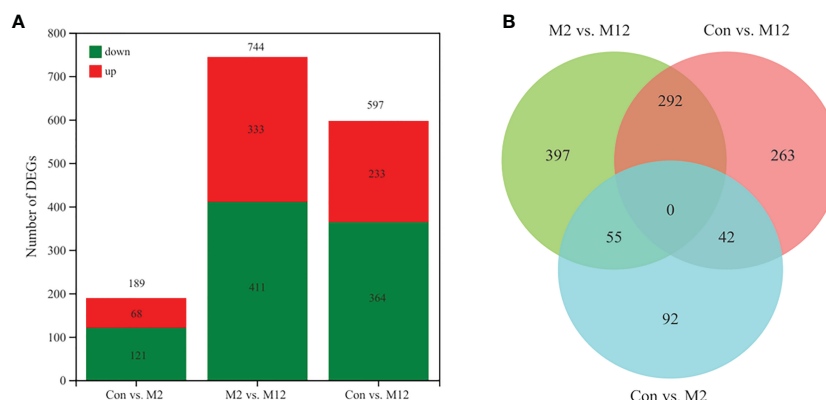 A
B
Number of DEGs
800
700
600
500
400
300
200
100
0
down
up
189
68
121
744
333
411
597
233
364
Con vs. M2
M2 vs. M12
Con vs. M12
M2 vs. M12
Con vs. M12
292
397
263
0
55
42
92
Con vs. M2